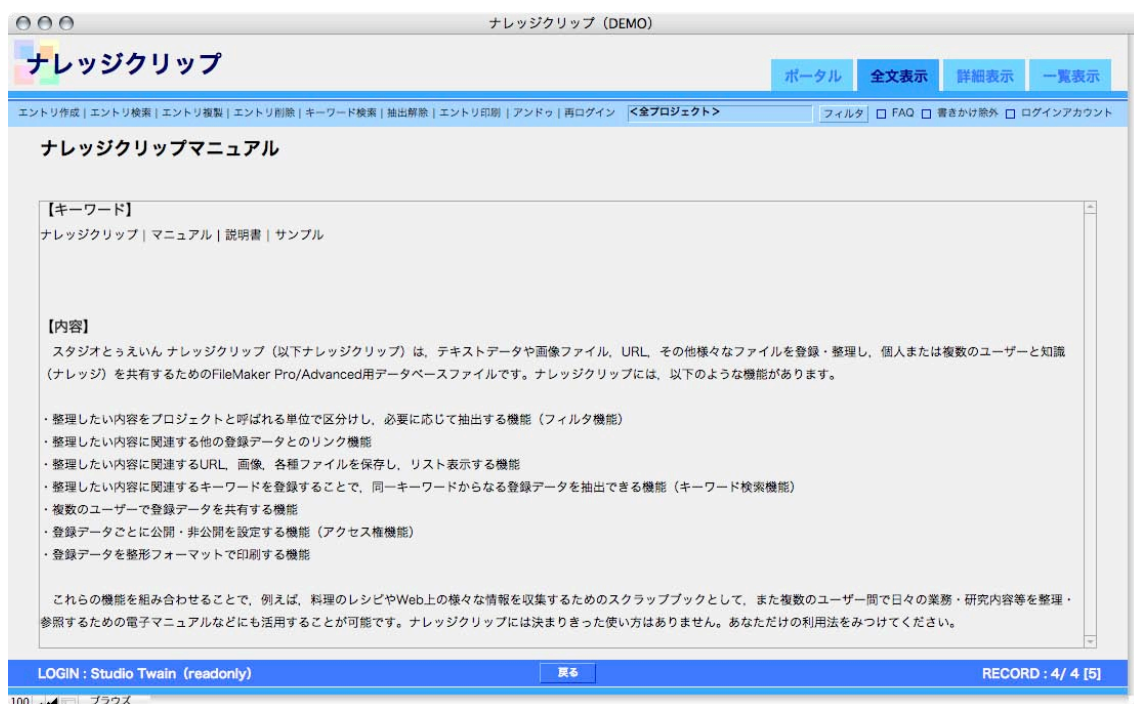 ナレッジクリップ（DEMO）
ナレッジクリップ
ポータル 全文表示 詳細表示 一覧表示
エントリ作成 | エントリ検索 | エントリ複製 | エントリ削除 | キーワード検索 | 抽出解除 | エントリ印刷 | アンドゥ | 再ログイン <全プロジェクト> フィルタ FAQ 書きかけ除外 ログインアカウント
ナレッジクリップマニュアル
【キーワード】
ナレッジクリップ | マニュアル | 説明書 | サンプル
【内容】
スタジオとぅえいん ナレッジクリップ（以下ナレッジクリップ）は，テキストデータや画像ファイル，URL，その他様々なファイルを登録・整理し，個人または複数のユーザーと知識
（ナレッジ）を共有するためのFileMaker Pro/Advanced用データベースファイルです。ナレッジクリップには，以下のような機能があります。
・整理したい内容をプロジェクトと呼ばれる単位で区分けし，必要に応じて抽出する機能（フィルタ機能）
・整理したい内容に関連する他の登録データとのリンク機能
・整理したい内容に関連するURL，画像，各種ファイルを保存し，リスト表示する機能
・整理したい内容に関連するキーワードを登録することで，同一キーワードからなる登録データを抽出できる機能（キーワード検索機能）
・複数のユーザーで登録データを共有する機能
・登録データごとに公開・非公開を設定する機能（アクセス権機能）
・登録データを整形フォーマットで印刷する機能
これらの機能を組み合わせることで，例えば，料理のレシピやWeb上の様々な情報を収集するためのスクラップブックとして，また複数のユーザー間で日々の業務・研究内容等を整理・
参照するための電子マニュアルなどにも活用することが可能です。ナレッジクリップには決まりきった使い方はありません。あなただけの利用法をみつけてください。
LOGIN : Studio Twain（readonly） 戻る RECORD : 4/ 4 [5]
100 ブラウズ